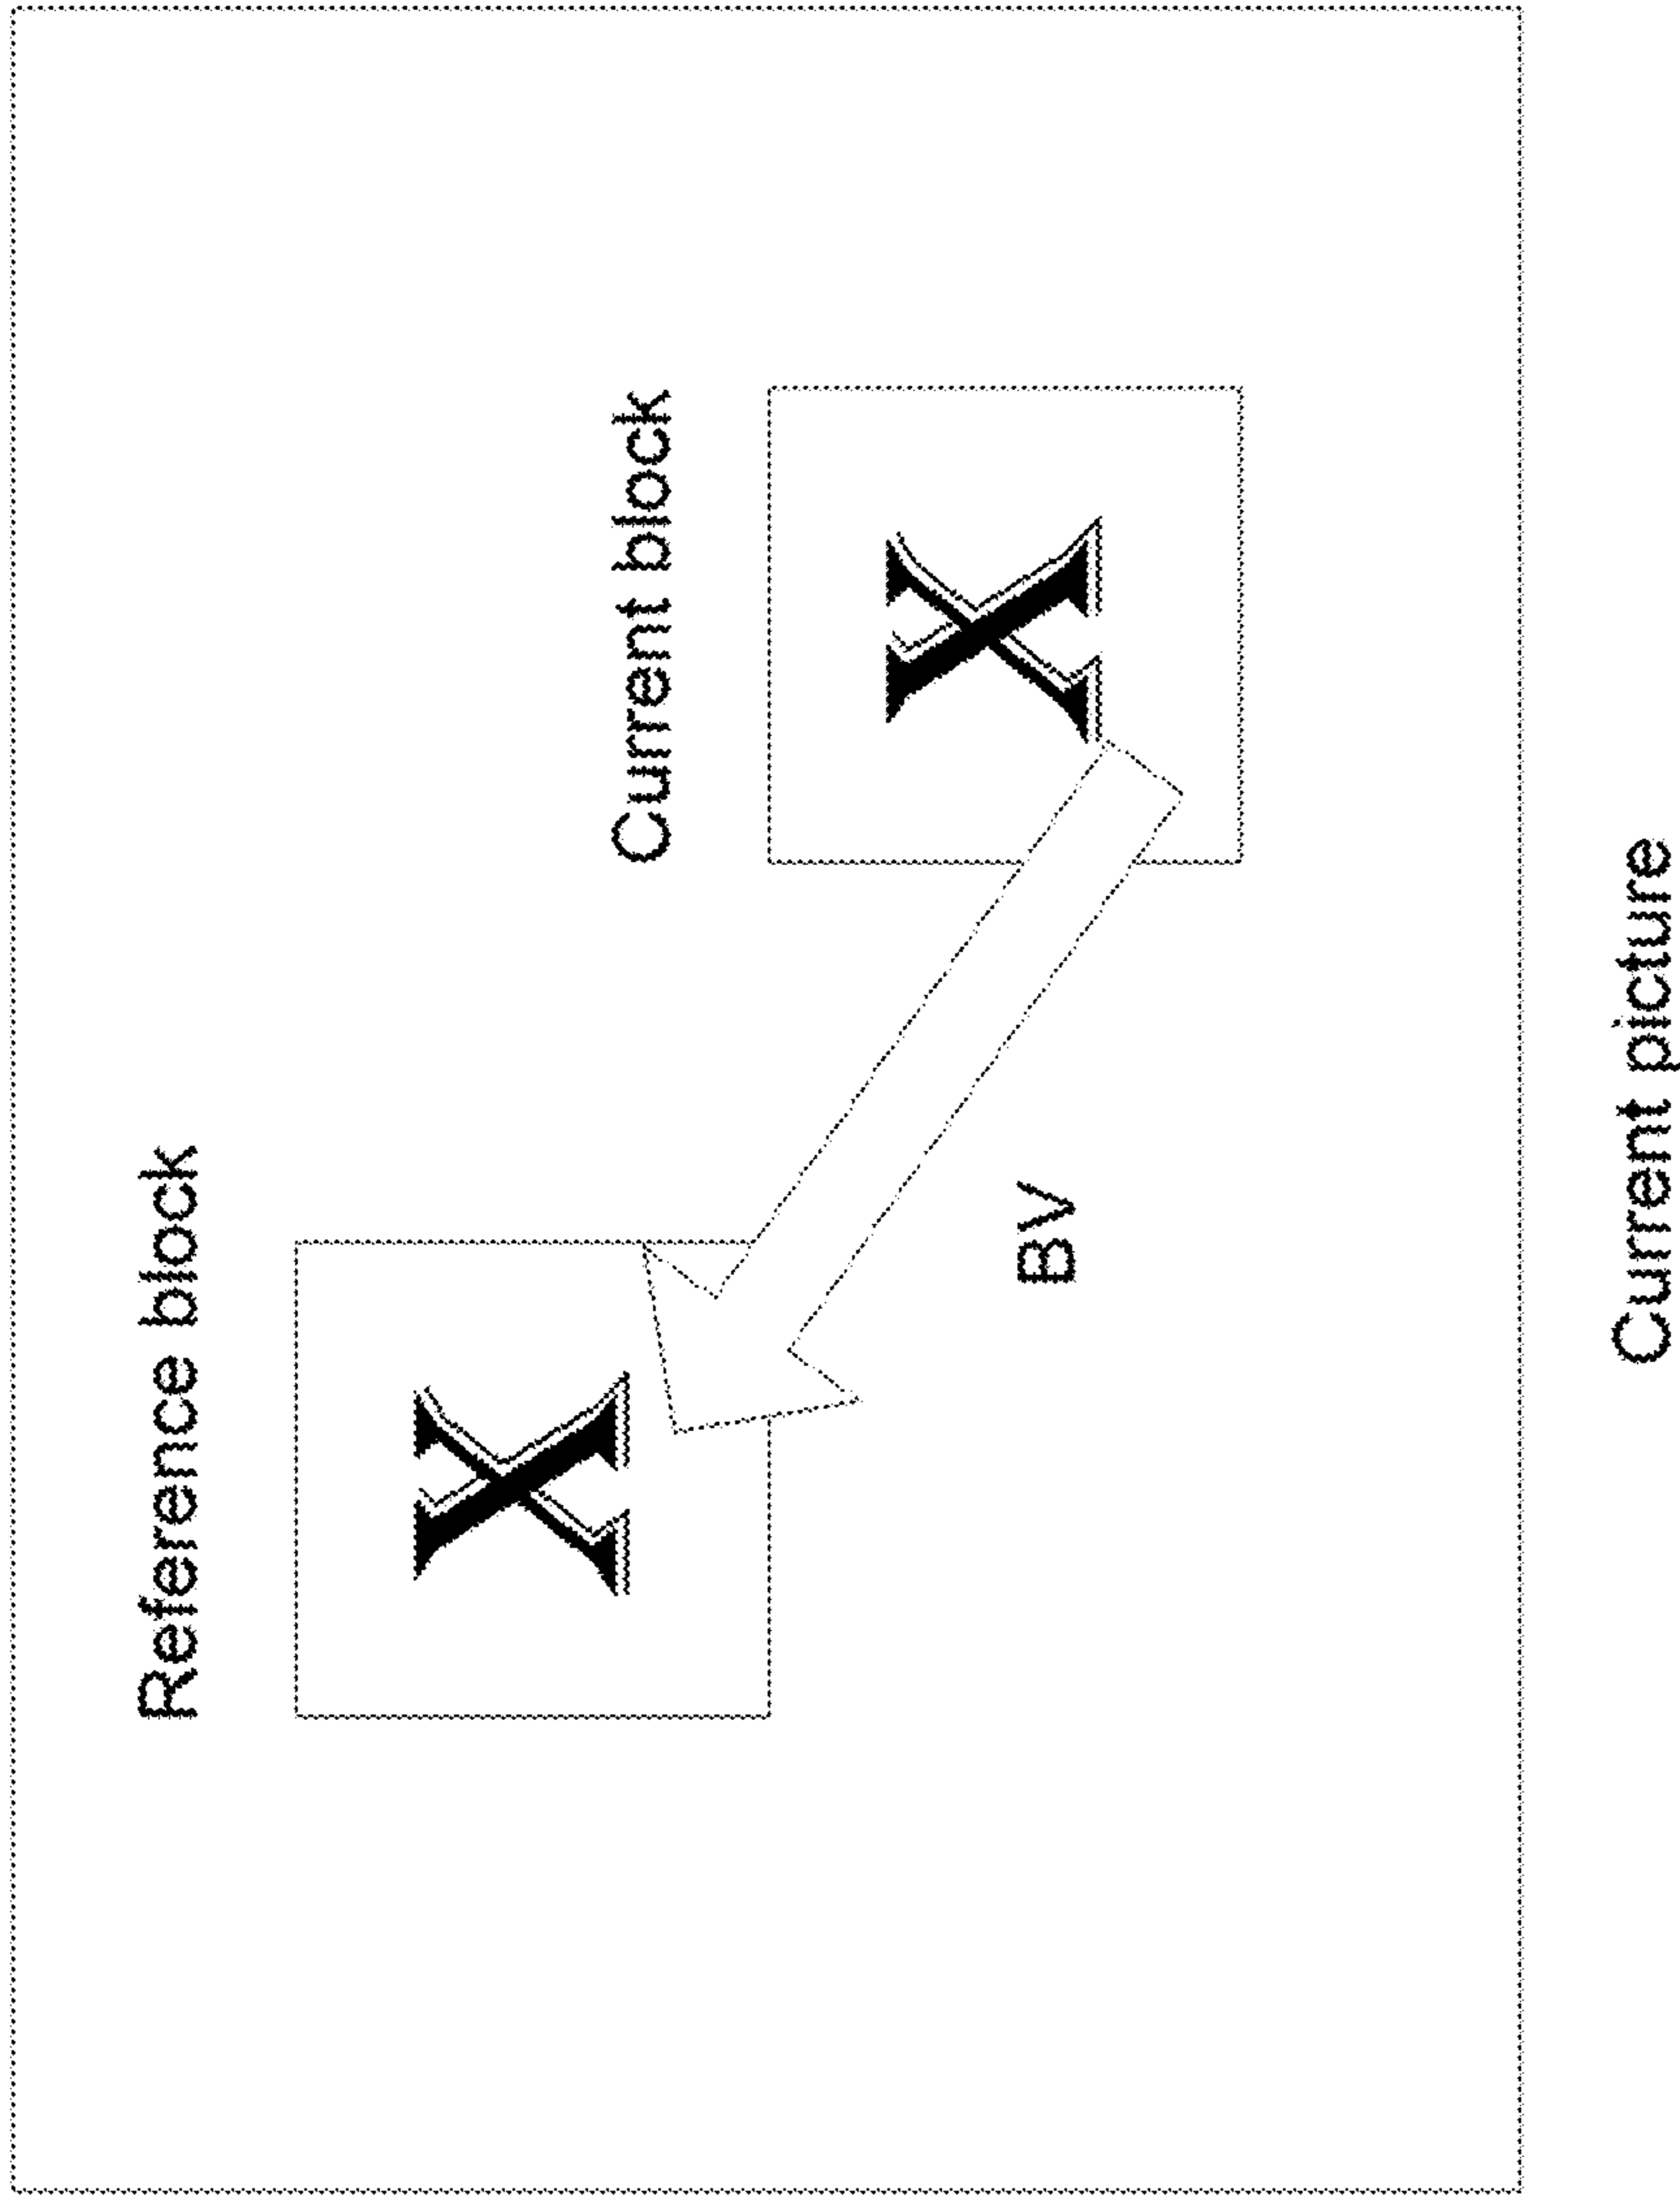 Reference block
X
Current block
X
BV
Current picture